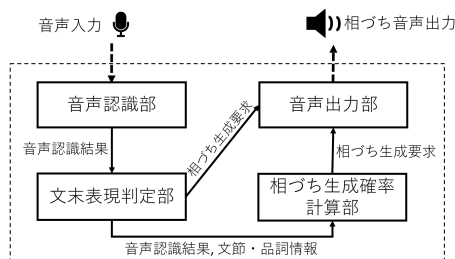 音声入力
相づち音声出力
音声認識部
音声出力部
音声認識結果
相づち生成要求
相づち生成要求
文末表現判定部
相づち生成確率
計算部
音声認識結果, 文節・品詞情報